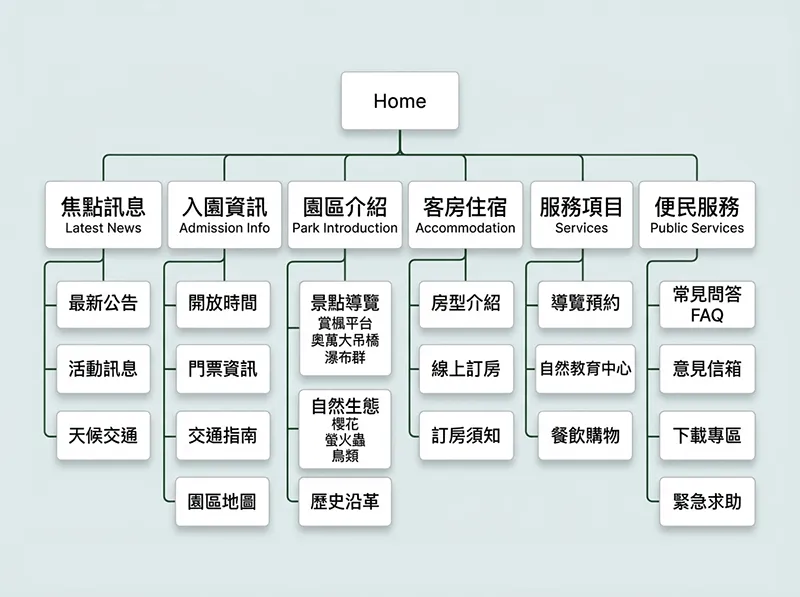 Home
焦點訊息
Latest News
最新公告
活動訊息
天候交通
入園資訊
Admission Info
開放時間
門票資訊
交通指南
園區地圖
園區介紹
Park Introduction
景點導覽
賞楓平台
奧萬大吊橋
瀑布群
自然生態
櫻花
螢火蟲
鳥類
歷史沿革
客房住宿
Accommodation
房型介紹
線上訂房
訂房須知
服務項目
Services
導覽預約
自然教育中心
餐飲購物
便民服務
Public Services
常見問答
FAQ
意見信箱
下載專區
緊急求助